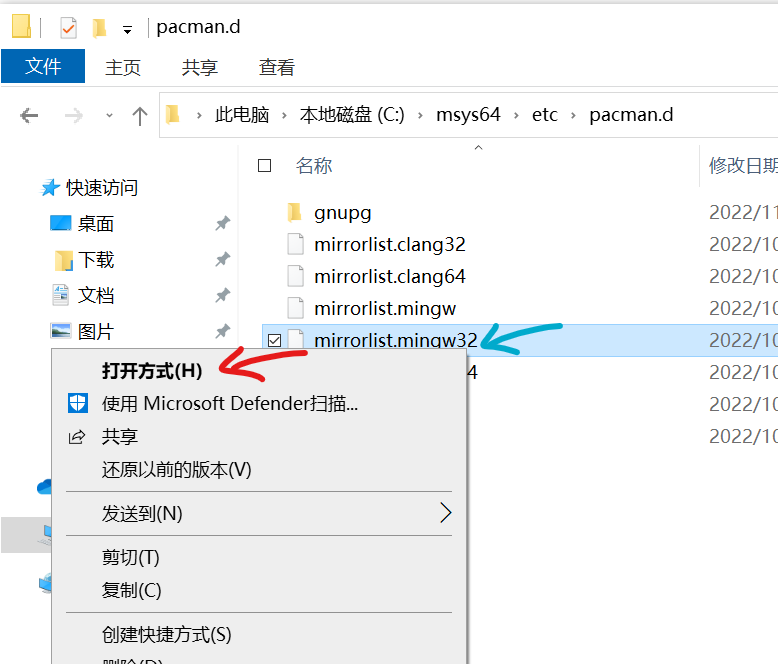 pacman.d
文件 主页 共享 查看
此电脑 › 本地磁盘 (C:) › msys64 › etc › pacman.d
名称 修改日期
快速访问
桌面
下载
文档
图片
gnupg 2022/11
mirrorlist.clang32 2022/10
mirrorlist.clang64 2022/10
mirrorlist.mingw 2022/10
mirrorlist.mingw32 2022/10
4 2022/10
2022/10
2022/10
打开方式(H)
使用 Microsoft Defender扫描...
共享
还原以前的版本(V)
发送到(N)
剪切(T)
复制(C)
创建快捷方式(S)
删除(D)